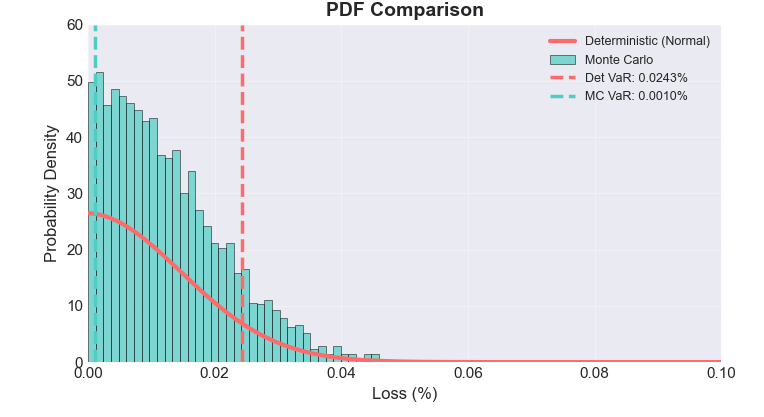 PDF Comparison
Deterministic (Normal)
Monte Carlo
Det VaR: 0.0243%
MC VaR: 0.0010%
Probability Density
60
50
40
30
20
10
0
0.00 0.02 0.04 0.06 0.08 0.10
Loss (%)